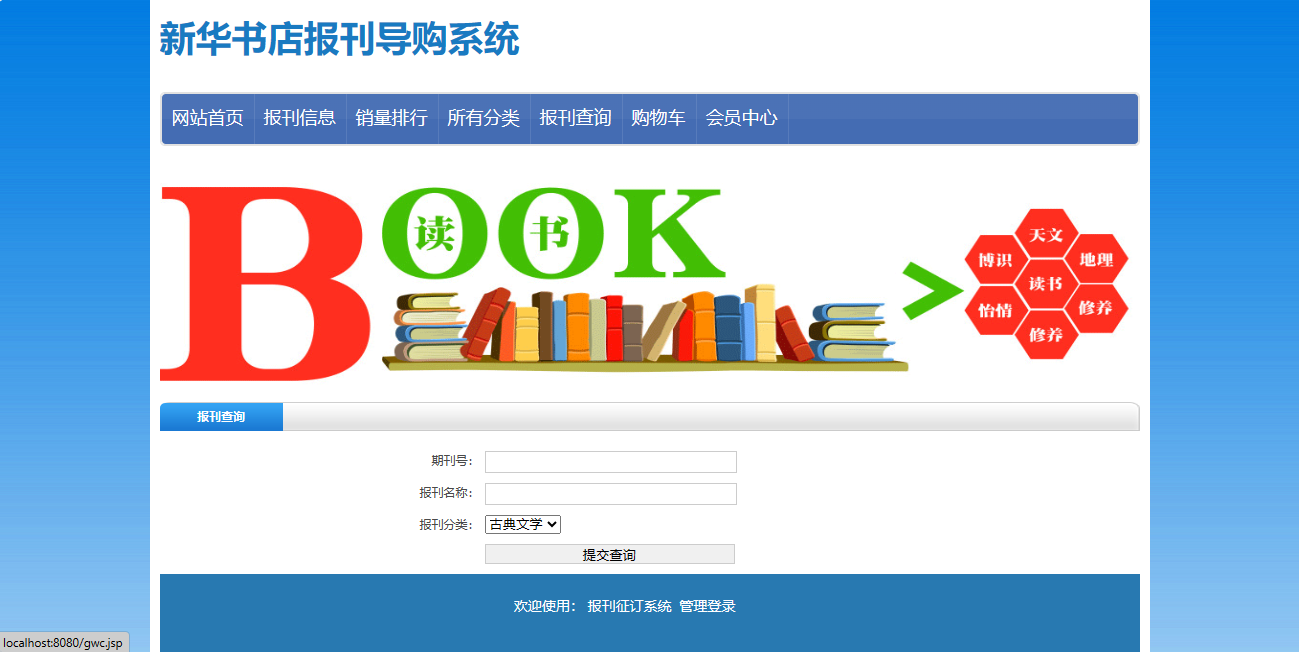 新华书店报刊导购系统
网站首页 报刊信息 销量排行 所有分类 报刊查询 购物车 会员中心
BOOK
读 书
天文
博识 地理
读书
怡情 修养
修养
报刊查询
期刊号：
报刊名称：
报刊分类： 古典文学
提交查询
欢迎使用： 报刊征订系统 管理登录
localhost:8080/gwc.jsp